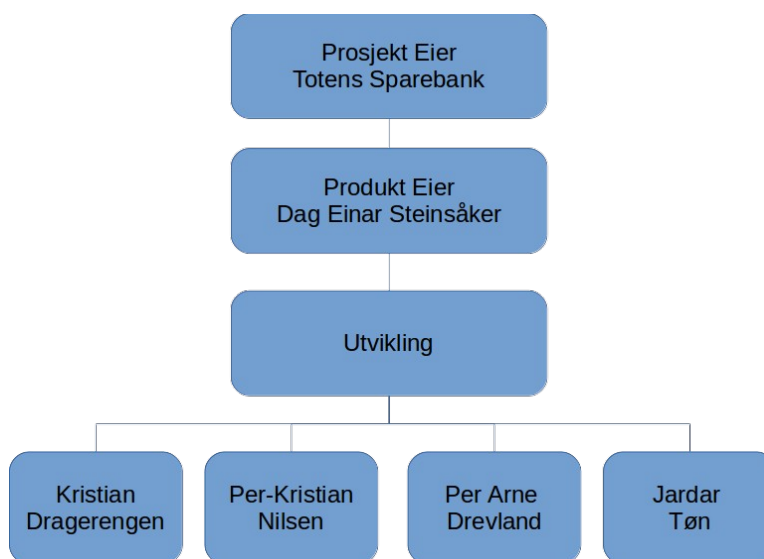 Prosjekt Eier
Totens Sparebank
Produkt Eier
Dag Einar Steinsåker
Utvikling
Kristian
Dragerengen
Per-Kristian
Nilsen
Per Arne
Drevland
Jardar
Tøn